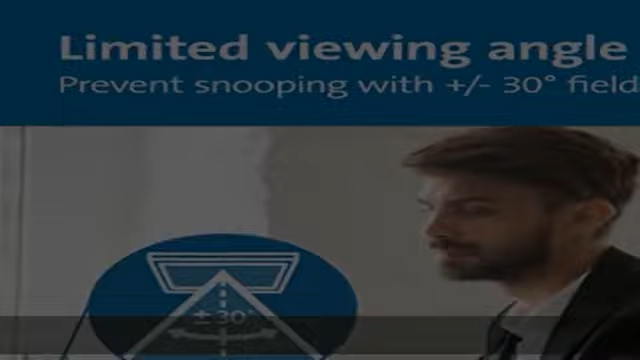 Limited viewing angle
Prevent snooping with +/- 30° field
± 30°